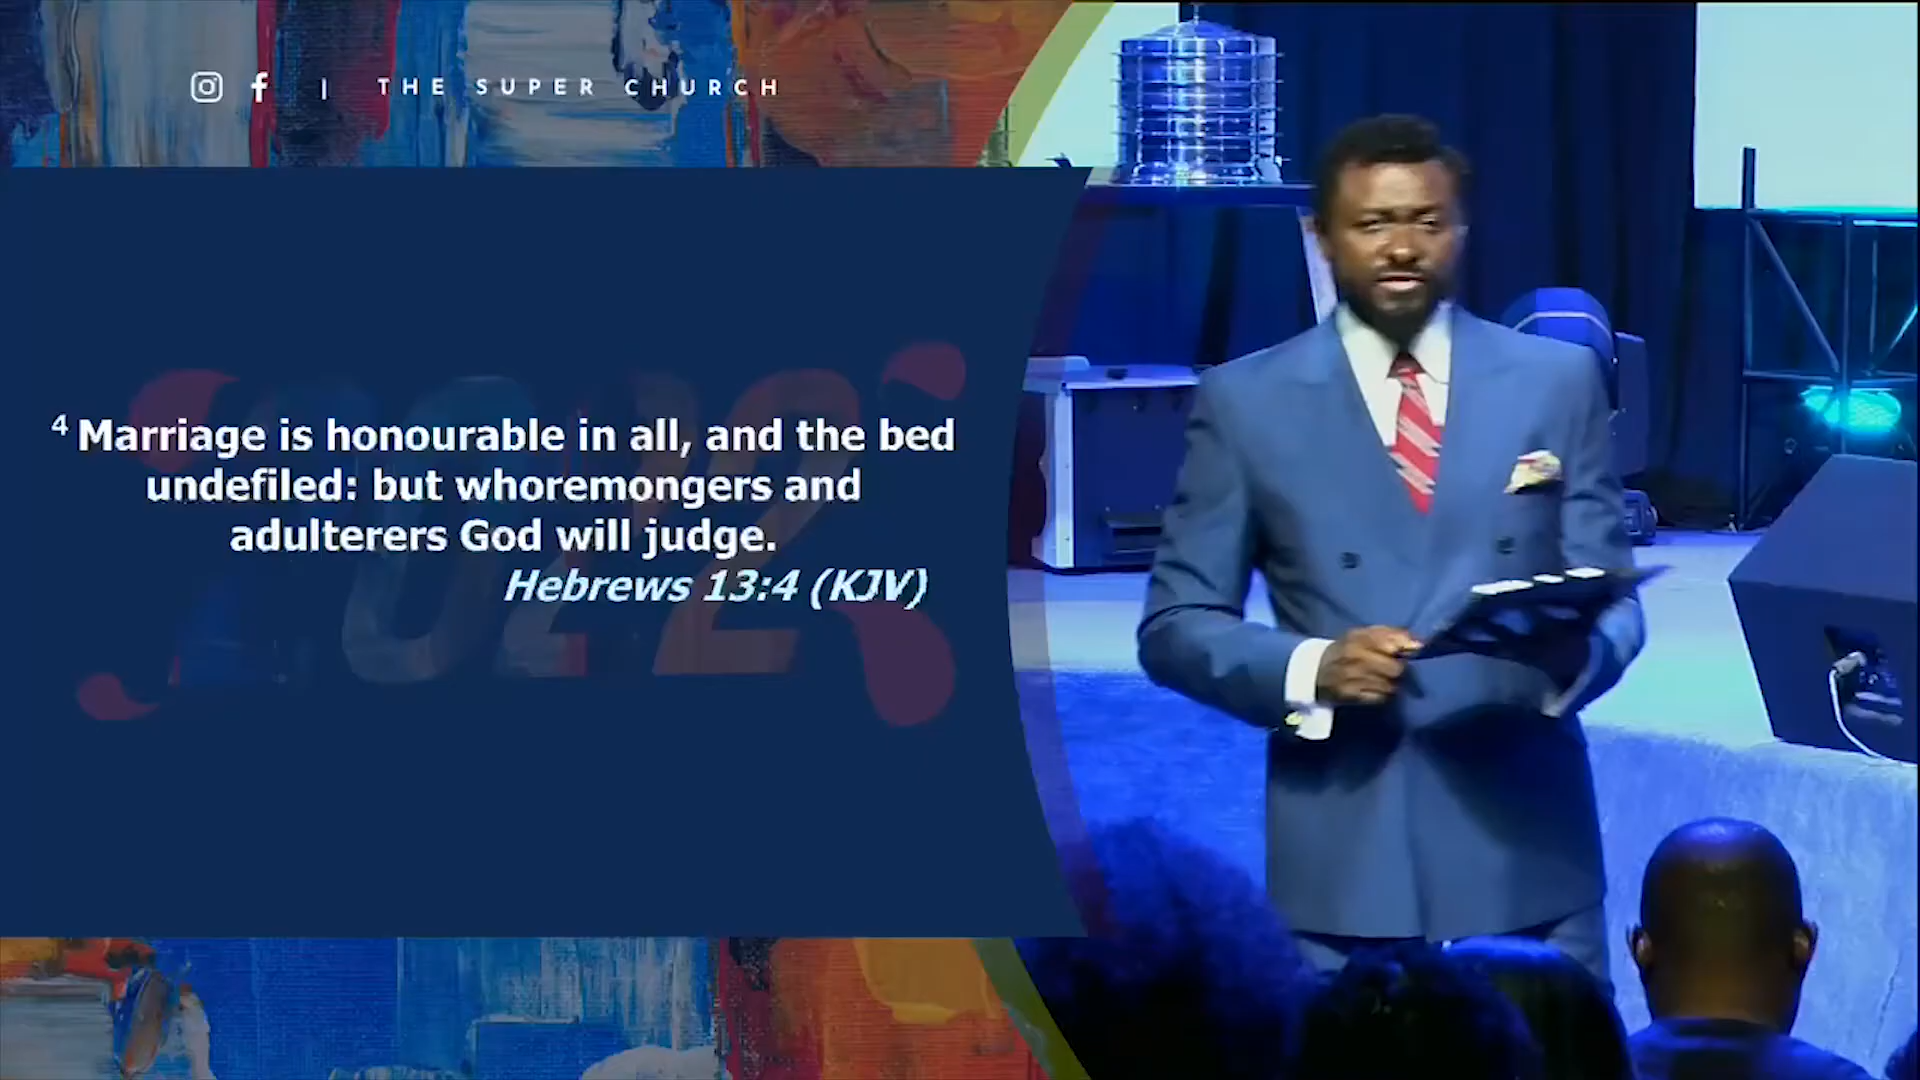 | THE SUPER CHURCH
4 Marriage is honourable in all, and the bed
undefiled: but whoremongers and
adulterers God will judge.
Hebrews 13:4 (KJV)
2022